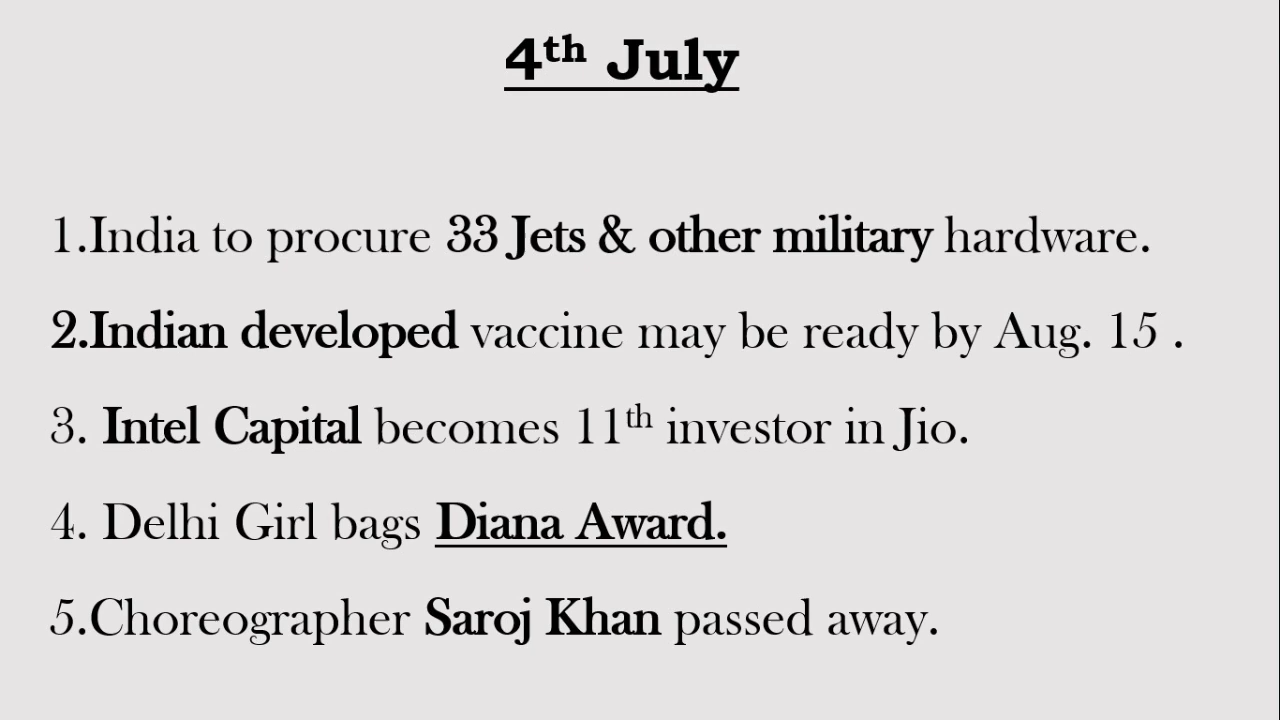 4th July
1.India to procure 33 Jets & other military hardware.
2.Indian developed vaccine may be ready by Aug. 15 .
3. Intel Capital becomes 11th investor in Jio.
4. Delhi Girl bags Diana Award.
5.Choreographer Saroj Khan passed away.